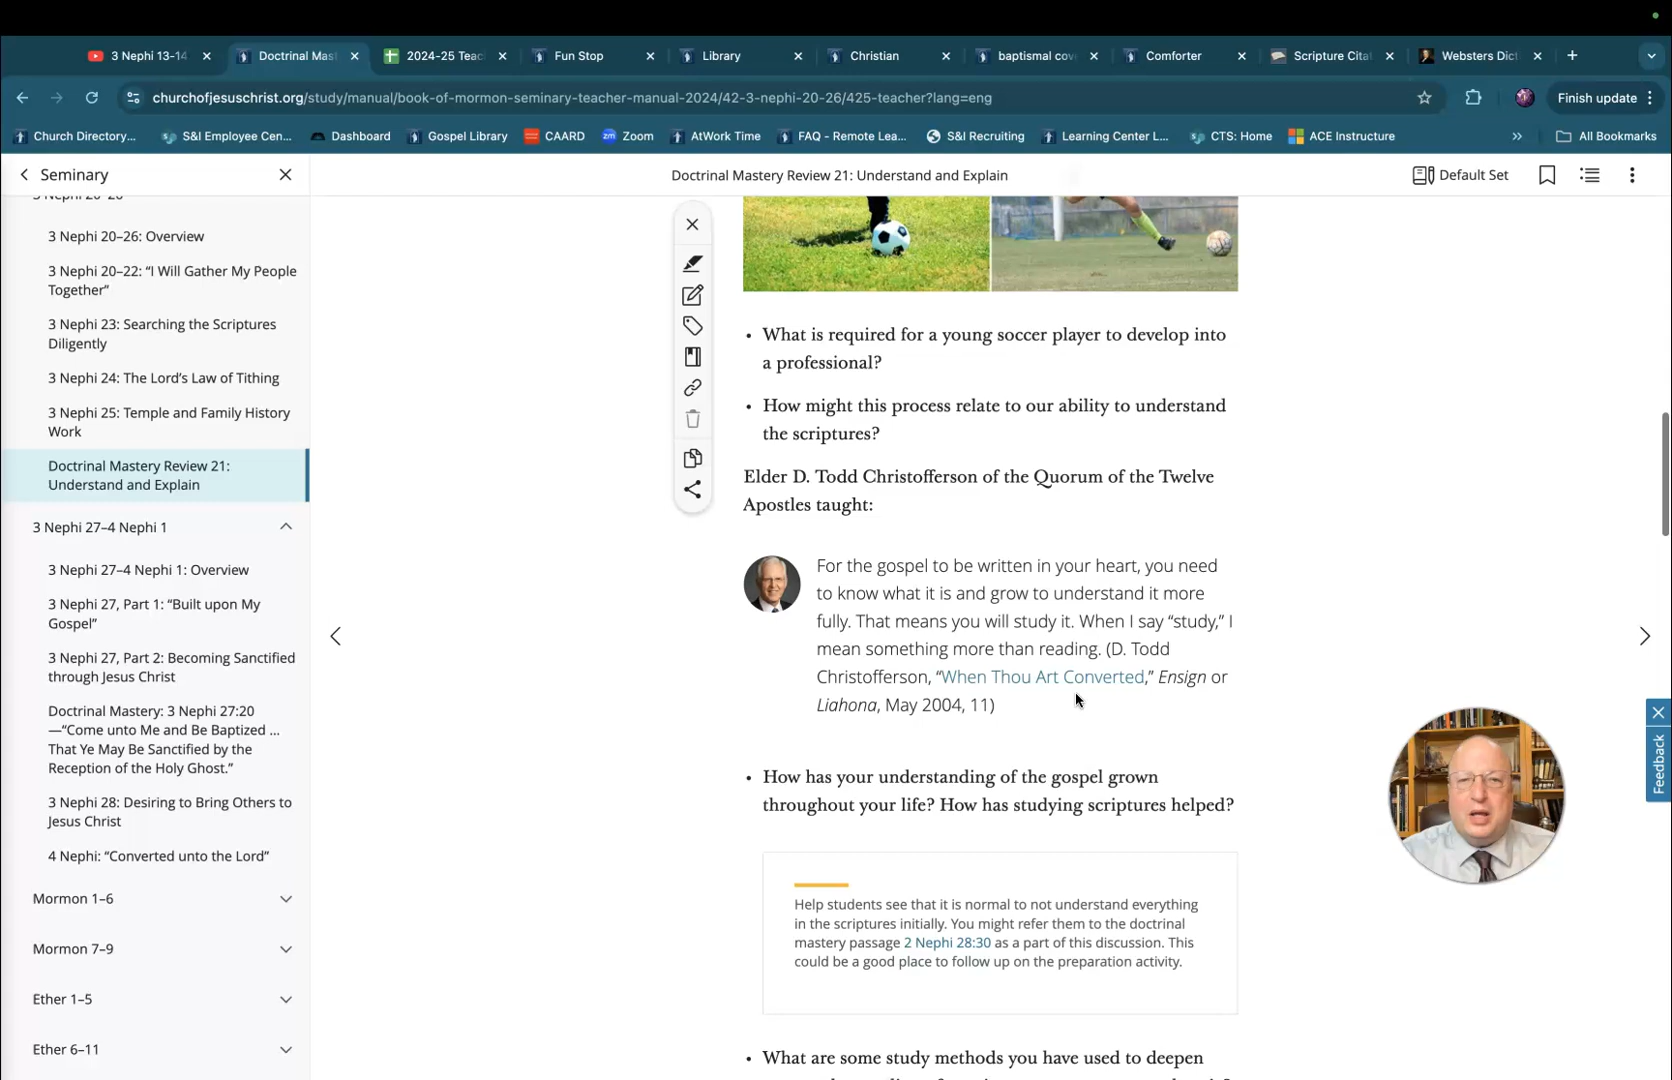 3 Nephi 13-14
Doctrinal Mas
2024-25 Teac
Fun Stop
Library
Christian
baptismal cov
Comforter
Scripture Cita
Websters Dict
churchofjesuschrist.org/study/manual/book-of-mormon-seminary-teacher-manual-2024/42-3-nephi-20-26/425-teacher?lang=eng
Finish update
Church Directory...
S&I Employee Cen...
Dashboard
Gospel Library
CAARD
zm Zoom
AtWork Time
FAQ - Remote Lea...
S&I Recruiting
Learning Center L...
CTS: Home
ACE Instructure
All Bookmarks
Seminary
Doctrinal Mastery Review 21: Understand and Explain
Default Set
3 Nephi 20–26
3 Nephi 20–26: Overview
3 Nephi 20–22: “I Will Gather My People
Together”
3 Nephi 23: Searching the Scriptures
Diligently
3 Nephi 24: The Lord’s Law of Tithing
3 Nephi 25: Temple and Family History
Work
Doctrinal Mastery Review 21:
Understand and Explain
3 Nephi 27–4 Nephi 1
3 Nephi 27–4 Nephi 1: Overview
3 Nephi 27, Part 1: “Built upon My
Gospel”
3 Nephi 27, Part 2: Becoming Sanctified
through Jesus Christ
Doctrinal Mastery: 3 Nephi 27:20
—“Come unto Me and Be Baptized …
That Ye May Be Sanctified by the
Reception of the Holy Ghost.”
3 Nephi 28: Desiring to Bring Others to
Jesus Christ
4 Nephi: “Converted unto the Lord”
Mormon 1–6
Mormon 7–9
Ether 1–5
Ether 6–11
• What is required for a young soccer player to develop into
a professional?
• How might this process relate to our ability to understand
the scriptures?
Elder D. Todd Christofferson of the Quorum of the Twelve
Apostles taught:
For the gospel to be written in your heart, you need
to know what it is and grow to understand it more
fully. That means you will study it. When I say “study,” I
mean something more than reading. (D. Todd
Christofferson, “When Thou Art Converted,” Ensign or
Liahona, May 2004, 11)
• How has your understanding of the gospel grown
throughout your life? How has studying scriptures helped?
Help students see that it is normal to not understand everything
in the scriptures initially. You might refer them to the doctrinal
mastery passage 2 Nephi 28:30 as a part of this discussion. This
could be a good place to follow up on the preparation activity.
• What are some study methods you have used to deepen
Feedback